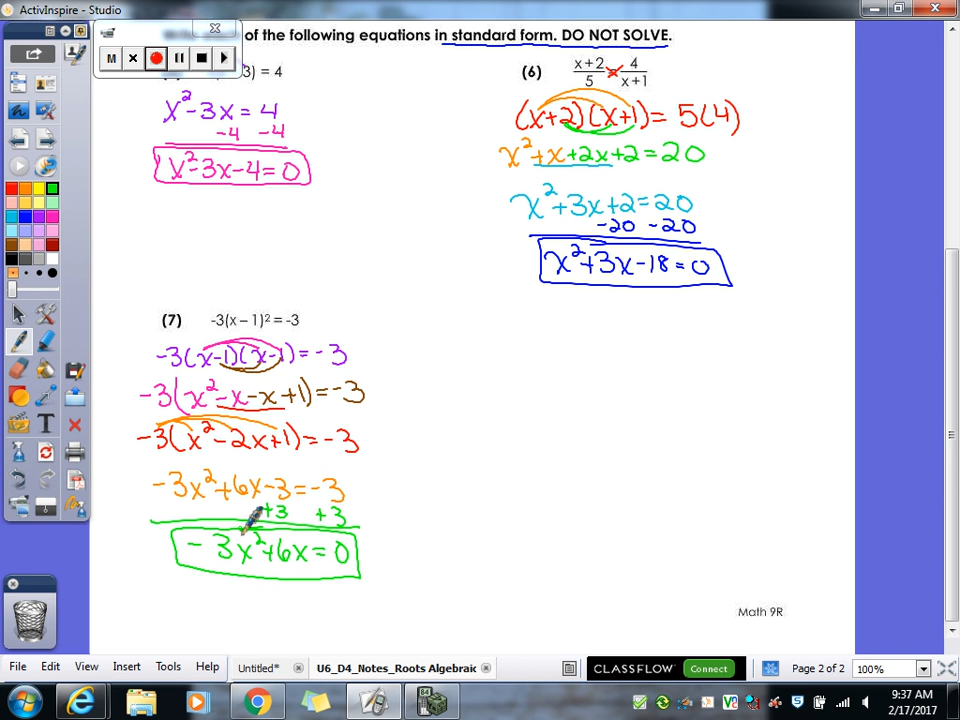 ActivInspire - Studio
of the following equations in standard form. DO NOT SOLVE.
M
3) = 4
x² - 3x = 4
-4 -4
x² - 3x - 4 = 0
(6) x + 2 / 5 = 4 / x + 1
(x+2)(x+1) = 5(4)
x² + x + 2x + 2 = 20
x² + 3x + 2 = 20
-20 -20
x² + 3x - 18 = 0
(7) -3(x – 1)² = -3
-3(x-1)(x-1) = -3
-3(x² - x - x + 1) = -3
-3(x² - 2x + 1) = -3
-3x² + 6x - 3 = -3
+3 +3
-3x² + 6x = 0
Math 9R
File Edit View Insert Tools Help Untitled* U6_D4_Notes_Roots Algebraic CLASSFLOW Connect Page 2 of 2 100%
9:37 AM
2/17/2017